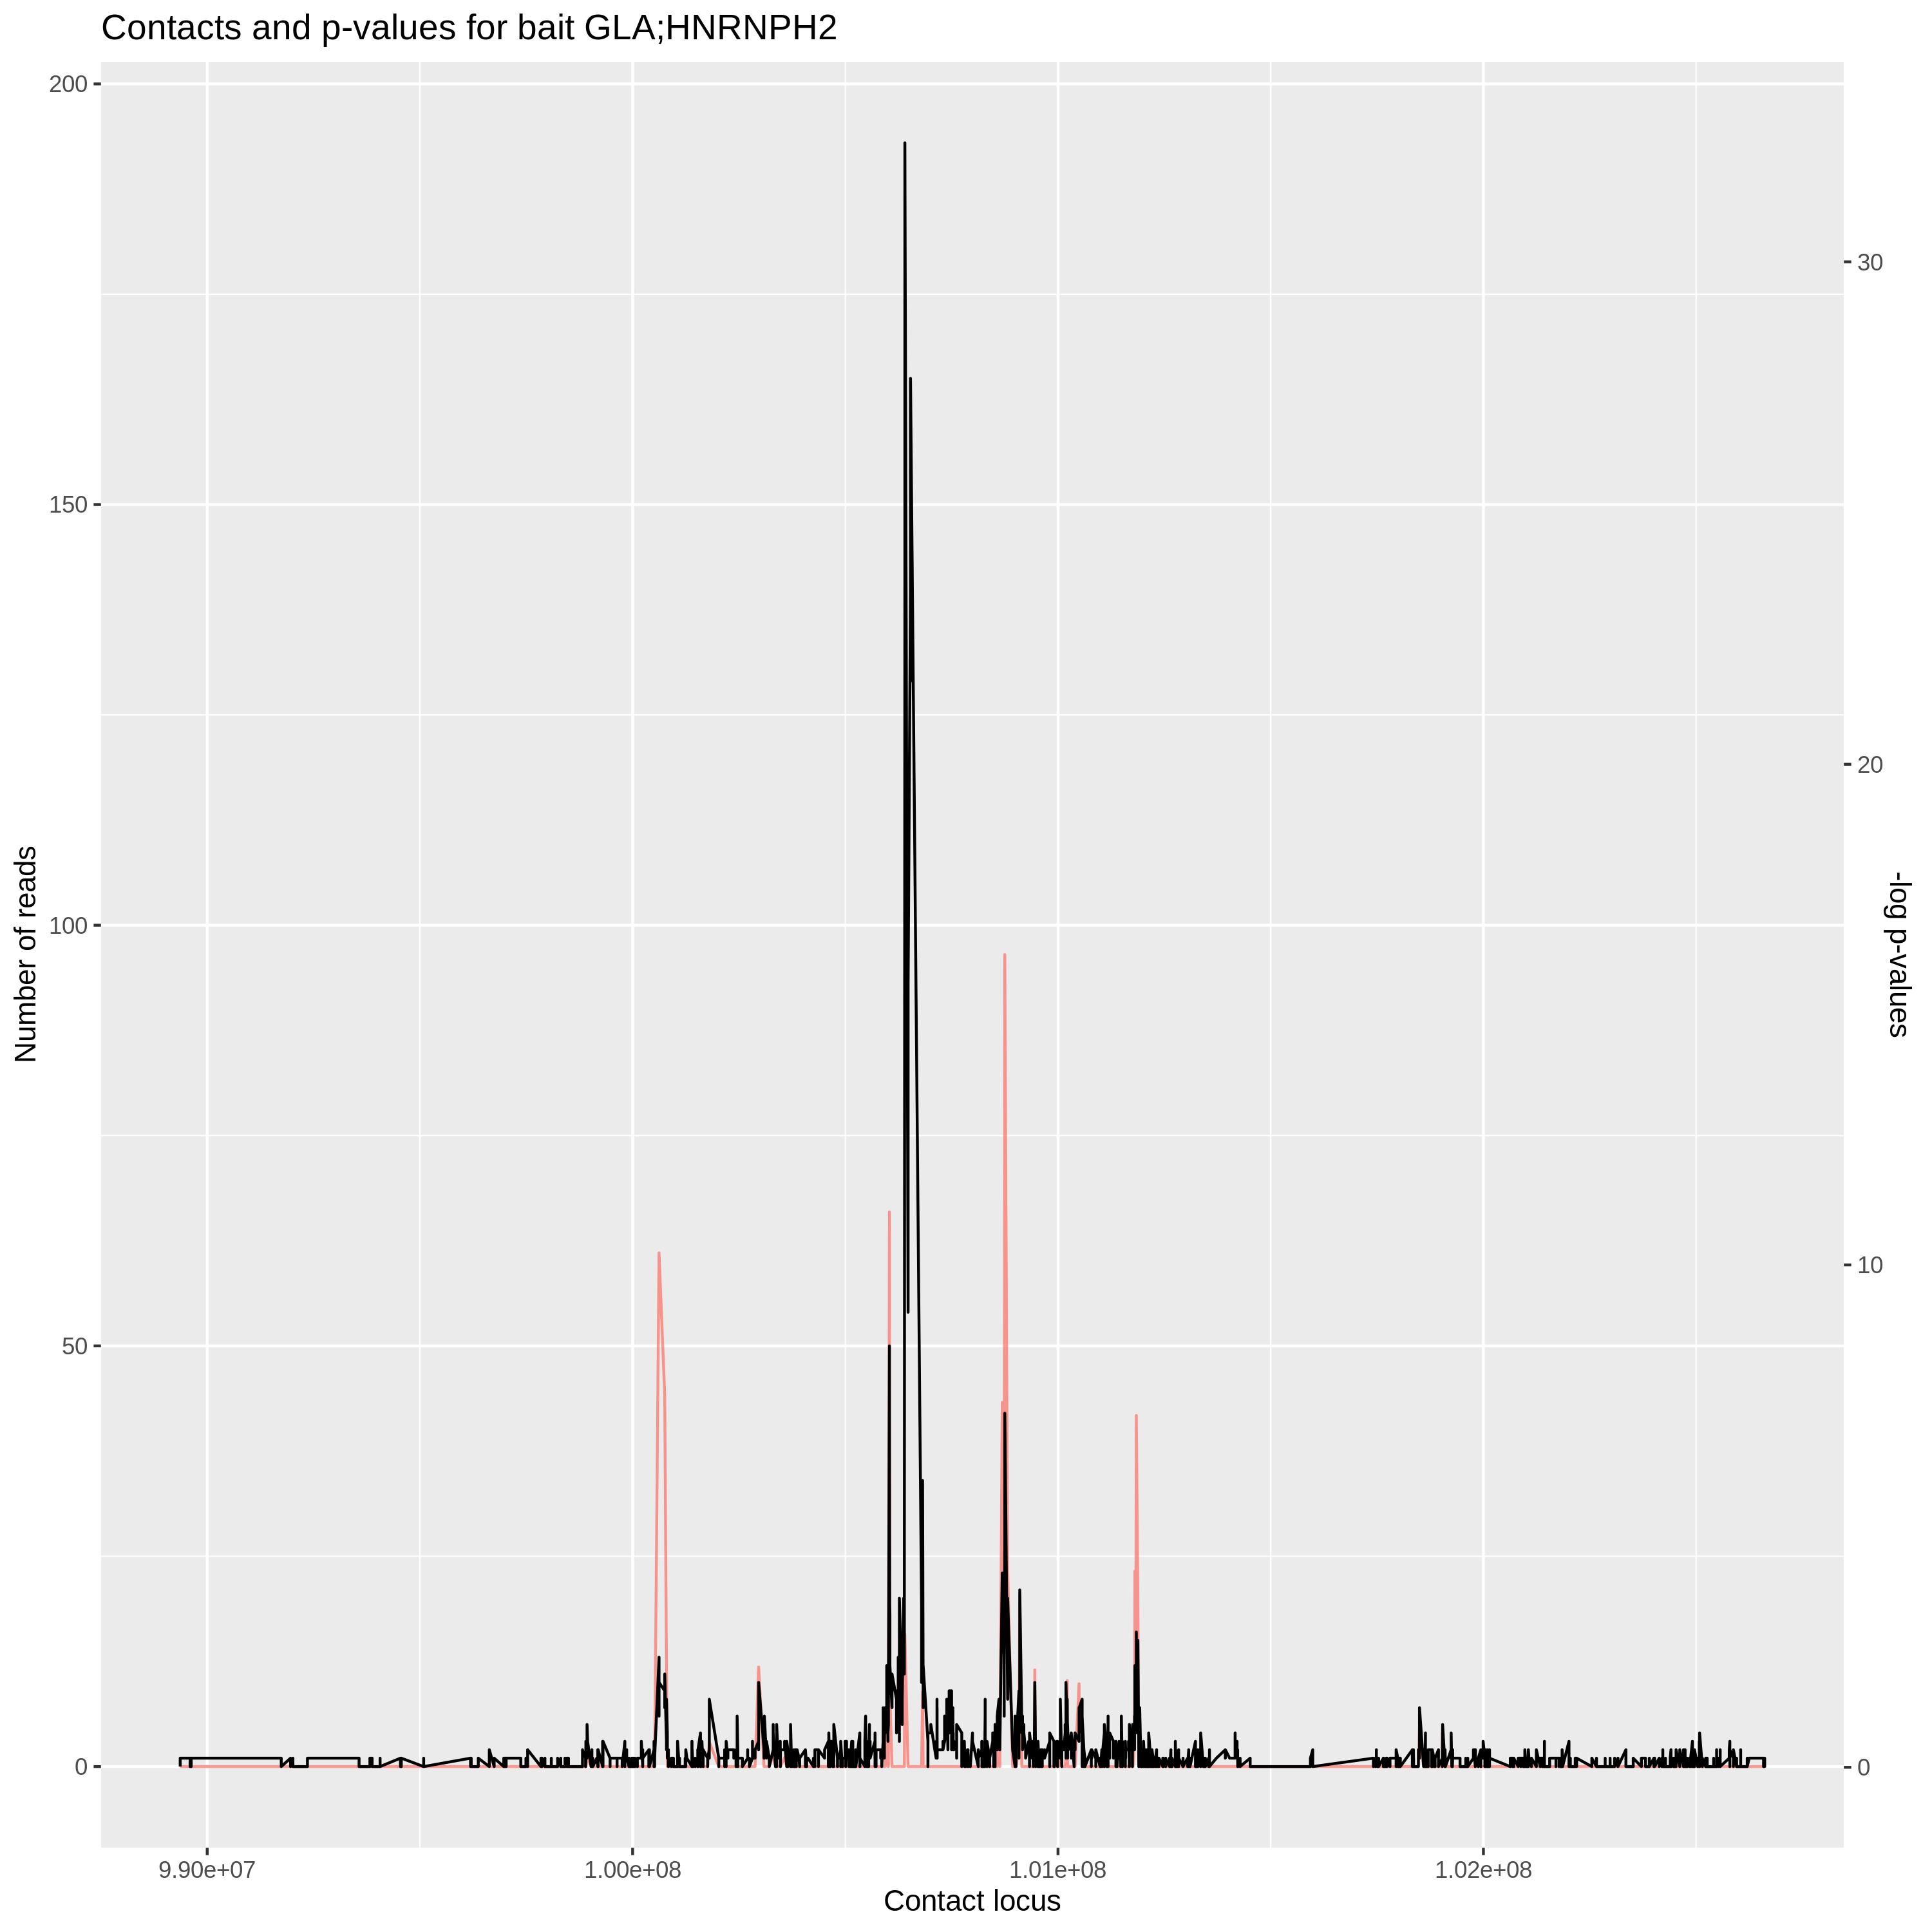 Contacts and p-values for bait GLA;HNRNPH2
200
150
100
50
0
Number of reads
30
20
10
0
-log p-values
9.90e+07
1.00e+08
1.01e+08
1.02e+08
Contact locus